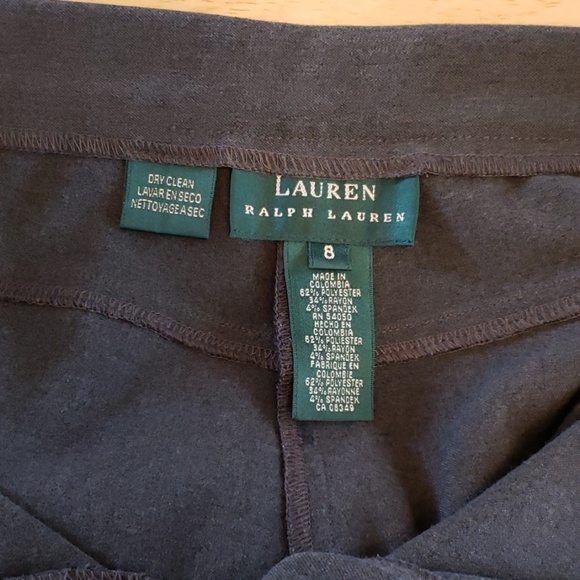 DRY CLEAN
LAVAR EN SECO
NETTOYAGE A SEC
LAUREN
RALPH LAUREN
8
MADE IN
COLOMBIA
62% POLYESTER
34% RAYON
4% SPANDEX
RN 54050
HECHO EN
COLOMBIA
62% POLIESTER
34% RAYON
4% SPANDEX
FABRIQUE EN
COLOMBIE
62% POLYESTER
34% RAYONNE
4% SPANDEX
CA 08349